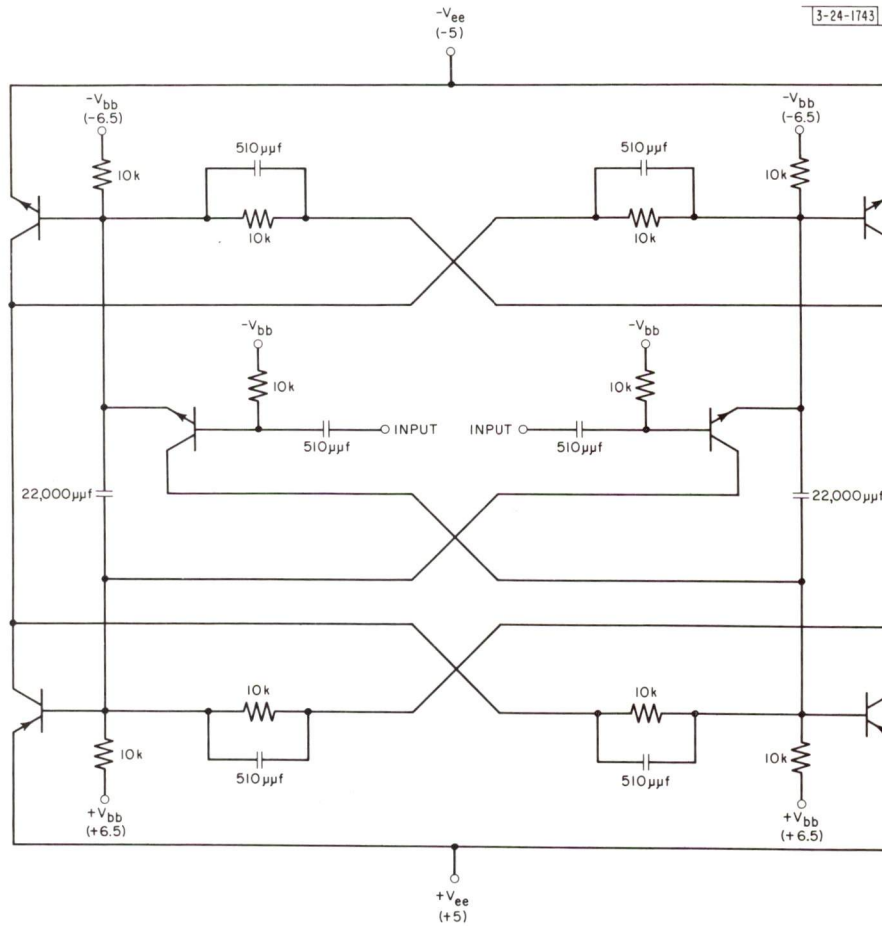 3-24-1743
-Vee
(-5)
-Vbb
(-6.5)
-Vbb
(-6.5)
510μμf
510μμf
10k
10k
10k
10k
-Vbb
-Vbb
10k
10k
INPUT
INPUT
510μμf
510μμf
22,000μμf
22,000μμf
10k
10k
10k
10k
510μμf
510μμf
+Vbb
(+6.5)
+Vbb
(+6.5)
+Vee
(+5)